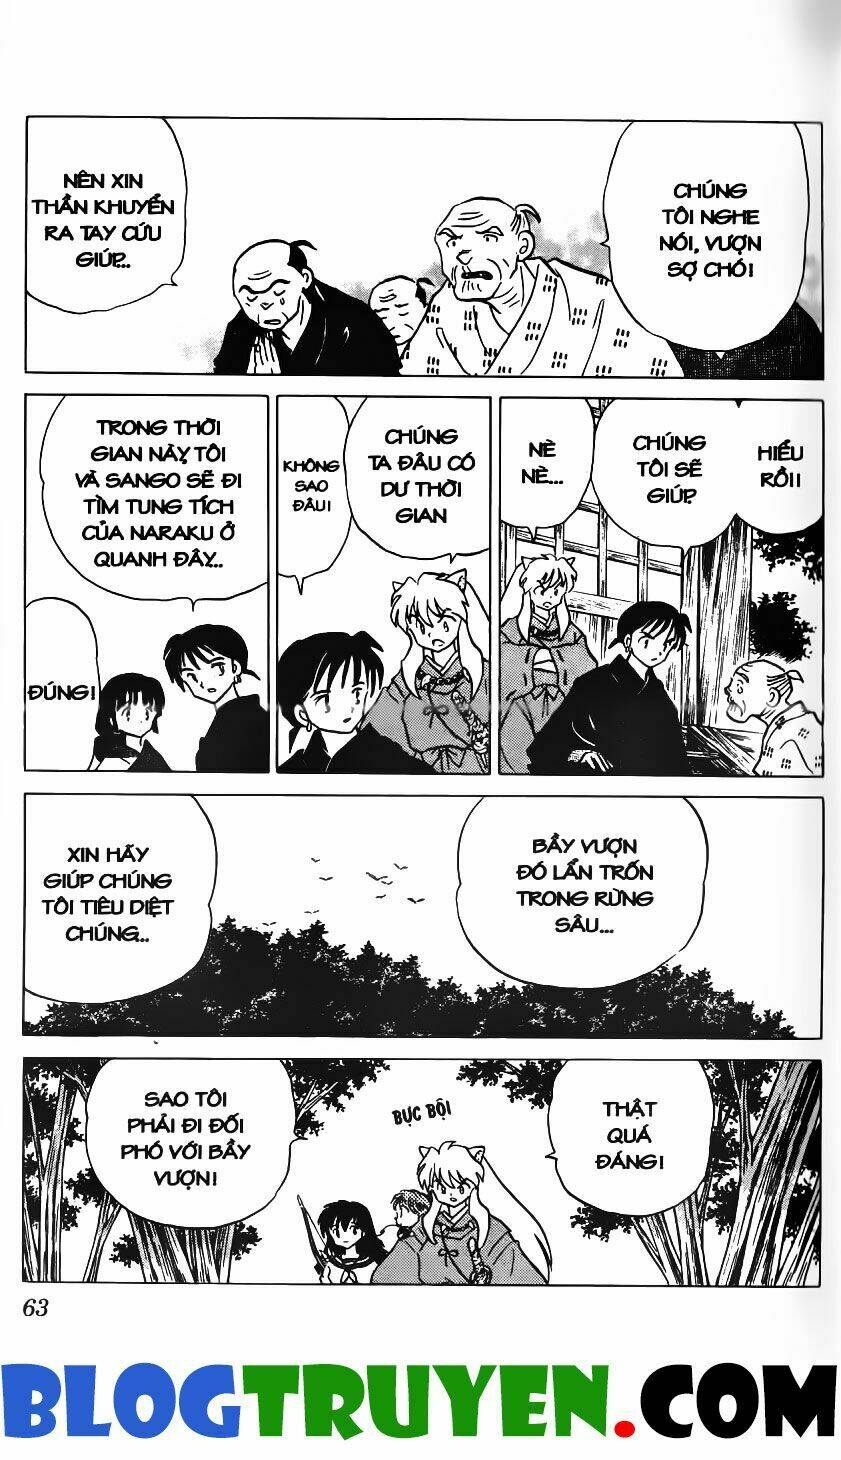 CHÚNG
TÔI NGHE
NÓI, VƯỢN
SỢ CHÓ!
NÊN XIN
THẦN KHUYỂN
RA TAY CỨU
GIÚP...
HIỂU
RỒI!
CHÚNG
TÔI SẼ
GIÚP.
NÈ
NÈ...
CHÚNG
TA ĐÂU CÓ
DƯ THỜI
GIAN
KHÔNG
SAO
ĐÂU!
TRONG THỜI
GIAN NÀY, TÔI
VÀ SANGO SẼ ĐI
TÌM TUNG TÍCH
CỦA NARAKU Ở
QUANH ĐÂY...
ĐÚNG!
BẦY VƯỢN
ĐÓ LẨN TRỐN
TRONG RỪNG
SÂU...
XIN HÃY
GIÚP CHÚNG
TÔI TIÊU DIỆT
CHÚNG...
THẬT
QUÁ
ĐÁNG!
BỰC BỘI
SAO TÔI
PHẢI ĐI ĐỐI
PHÓ VỚI BẦY
VƯỢN!
63
BLOGTRUYEN.COM